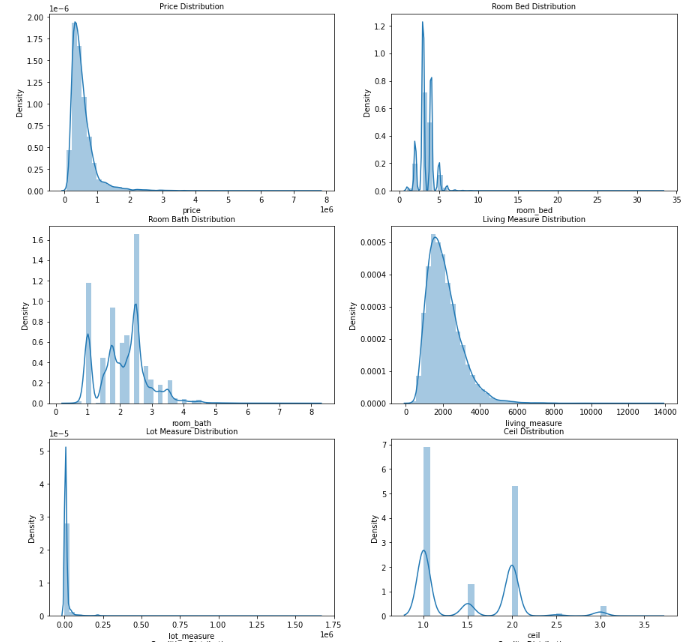 Price Distribution
1e−6
2.00
1.75
1.50
1.25
1.00
0.75
0.50
0.25
0.00
Density
0 1 2 3 4 5 6 7 8
1e6
price
Room Bed Distribution
1.2
1.0
0.8
0.6
0.4
0.2
0.0
Density
0 5 10 15 20 25 30 35
room_bed
Room Bath Distribution
1.6
1.4
1.2
1.0
0.8
0.6
0.4
0.2
0.0
Density
0 1 2 3 4 5 6 7 8
room_bath
Living Measure Distribution
0.0005
0.0004
0.0003
0.0002
0.0001
0.0000
Density
0 2000 4000 6000 8000 10000 12000 14000
living_measure
Lot Measure Distribution
1e−5
5
4
3
2
1
0
Density
0.00 0.25 0.50 0.75 1.00 1.25 1.50 1.75
1e6
lot_measure
Ceil Distribution
7
6
5
4
3
2
1
0
Density
1.0 1.5 2.0 2.5 3.0 3.5
ceil